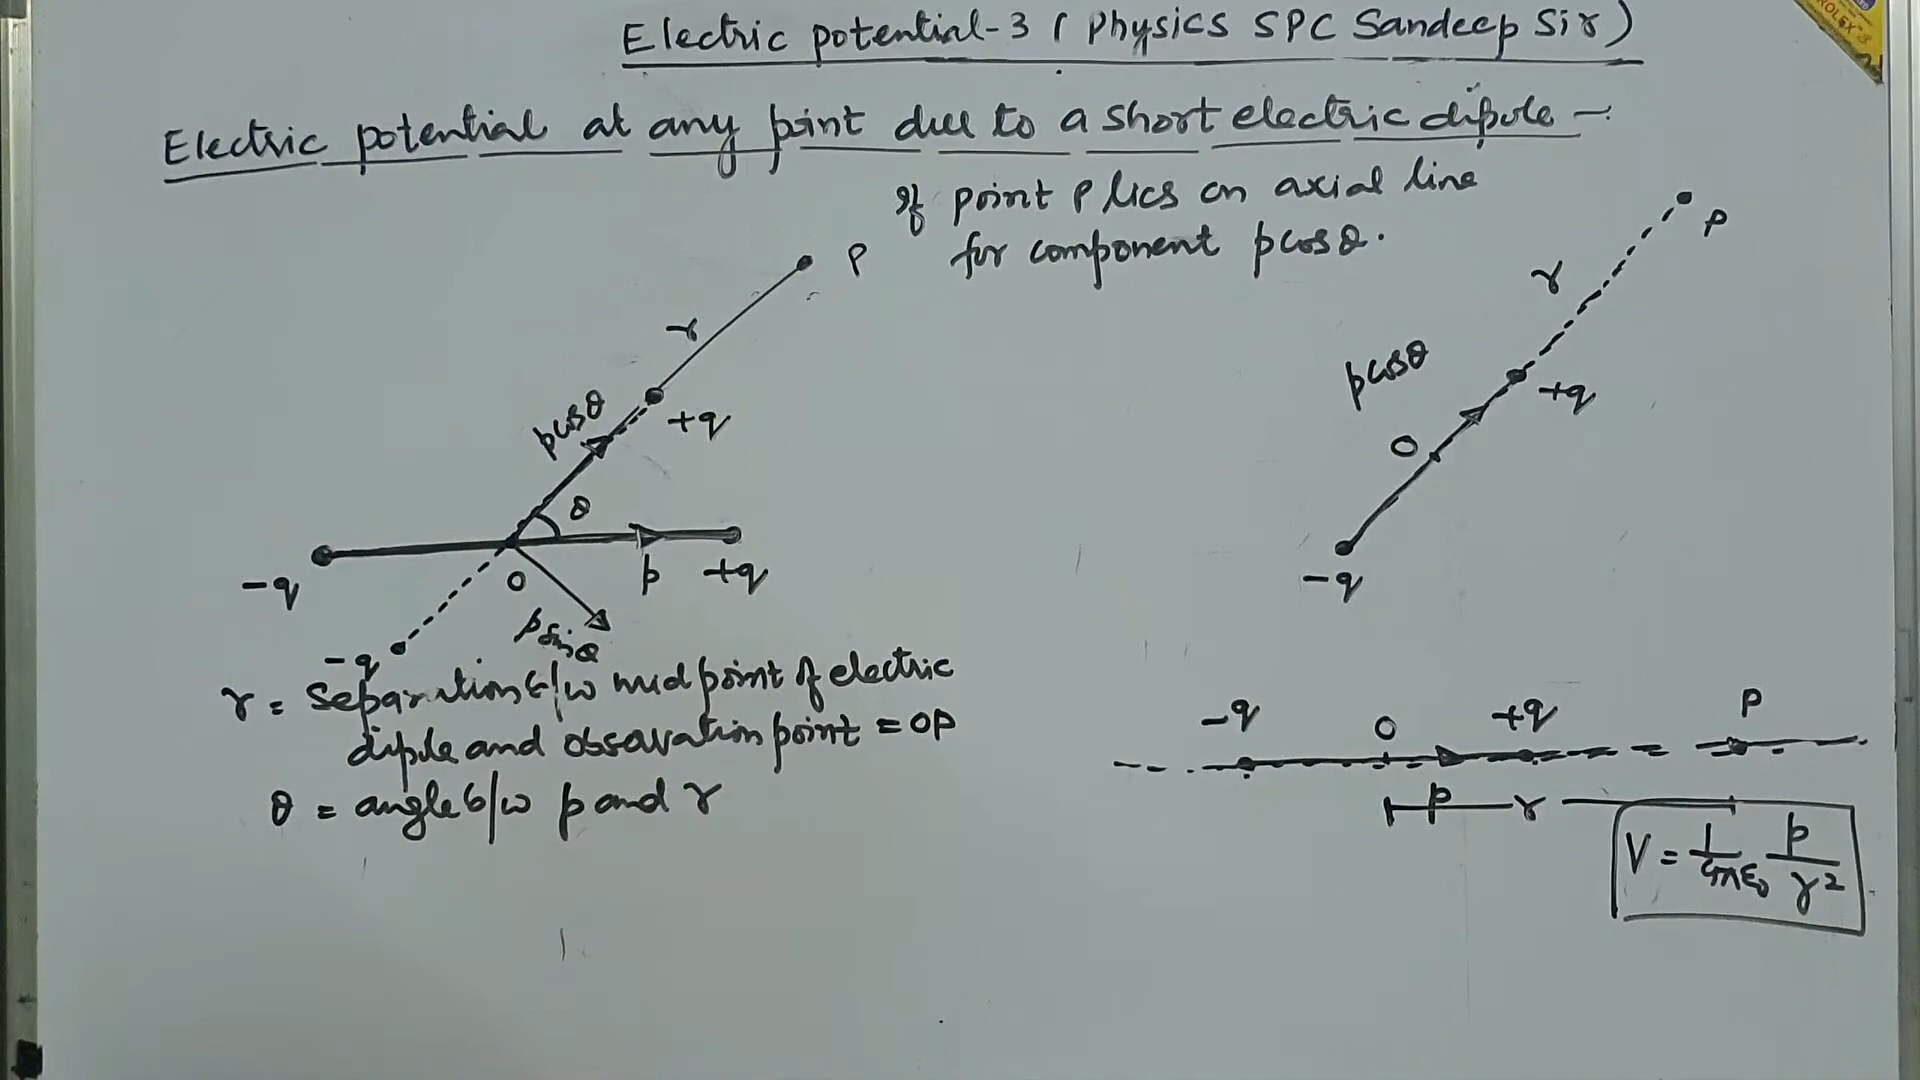 Electric potential-3 (Physics SPC Sandeep Sir)
Electric potential at any point due to a short electric dipole -:
If point P lies on axial line
for component pcosθ.
P
r
pcosθ
+q
θ
-q
O
p
+q
psinθ
-q
r = Separation b/w mid point of electric
dipole and obsavation point = OP
θ = angle b/w p and r
P
r
pcosθ
+q
O
-q
-q O +q P
p r
V = 1/4πε₀ p/r²